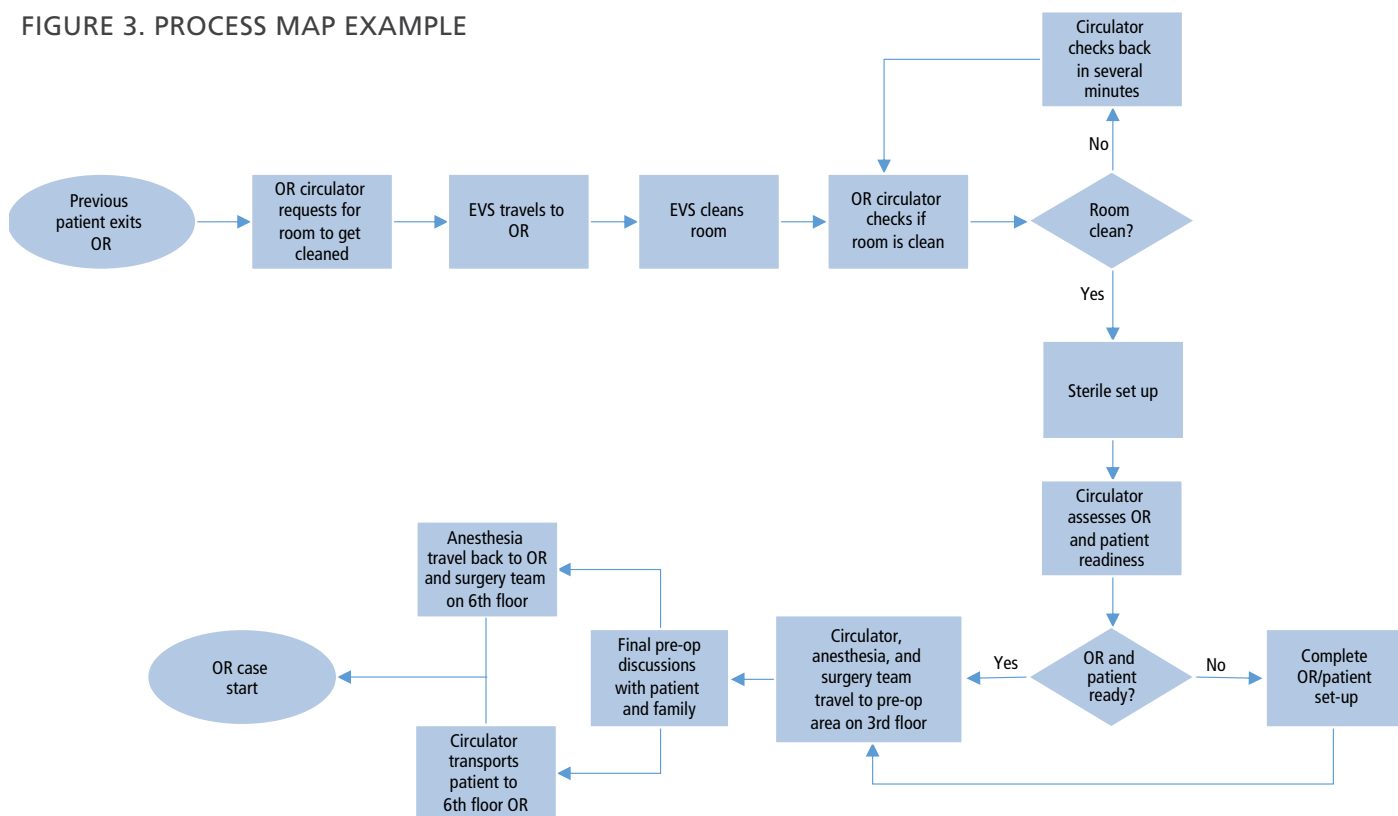 FIGURE 3. PROCESS MAP EXAMPLE
Circulator
checks back
in several
minutes
No
Previous
patient exits
OR
OR circulator
requests for
room to get
cleaned
EVS travels to
OR
EVS cleans
room
OR circulator
checks if
room is clean
Room
clean?
Yes
Sterile set up
Circulator
assesses OR
and patient
readiness
OR and
patient
ready?
No
Complete
OR/patient
set-up
Yes
Circulator,
anesthesia, and
surgery team
travel to pre-op
area on 3rd floor
Final pre-op
discussions
with patient
and family
Anesthesia
travel back to OR
and surgery team
on 6th floor
Circulator
transports
patient to
6th floor OR
OR case
start